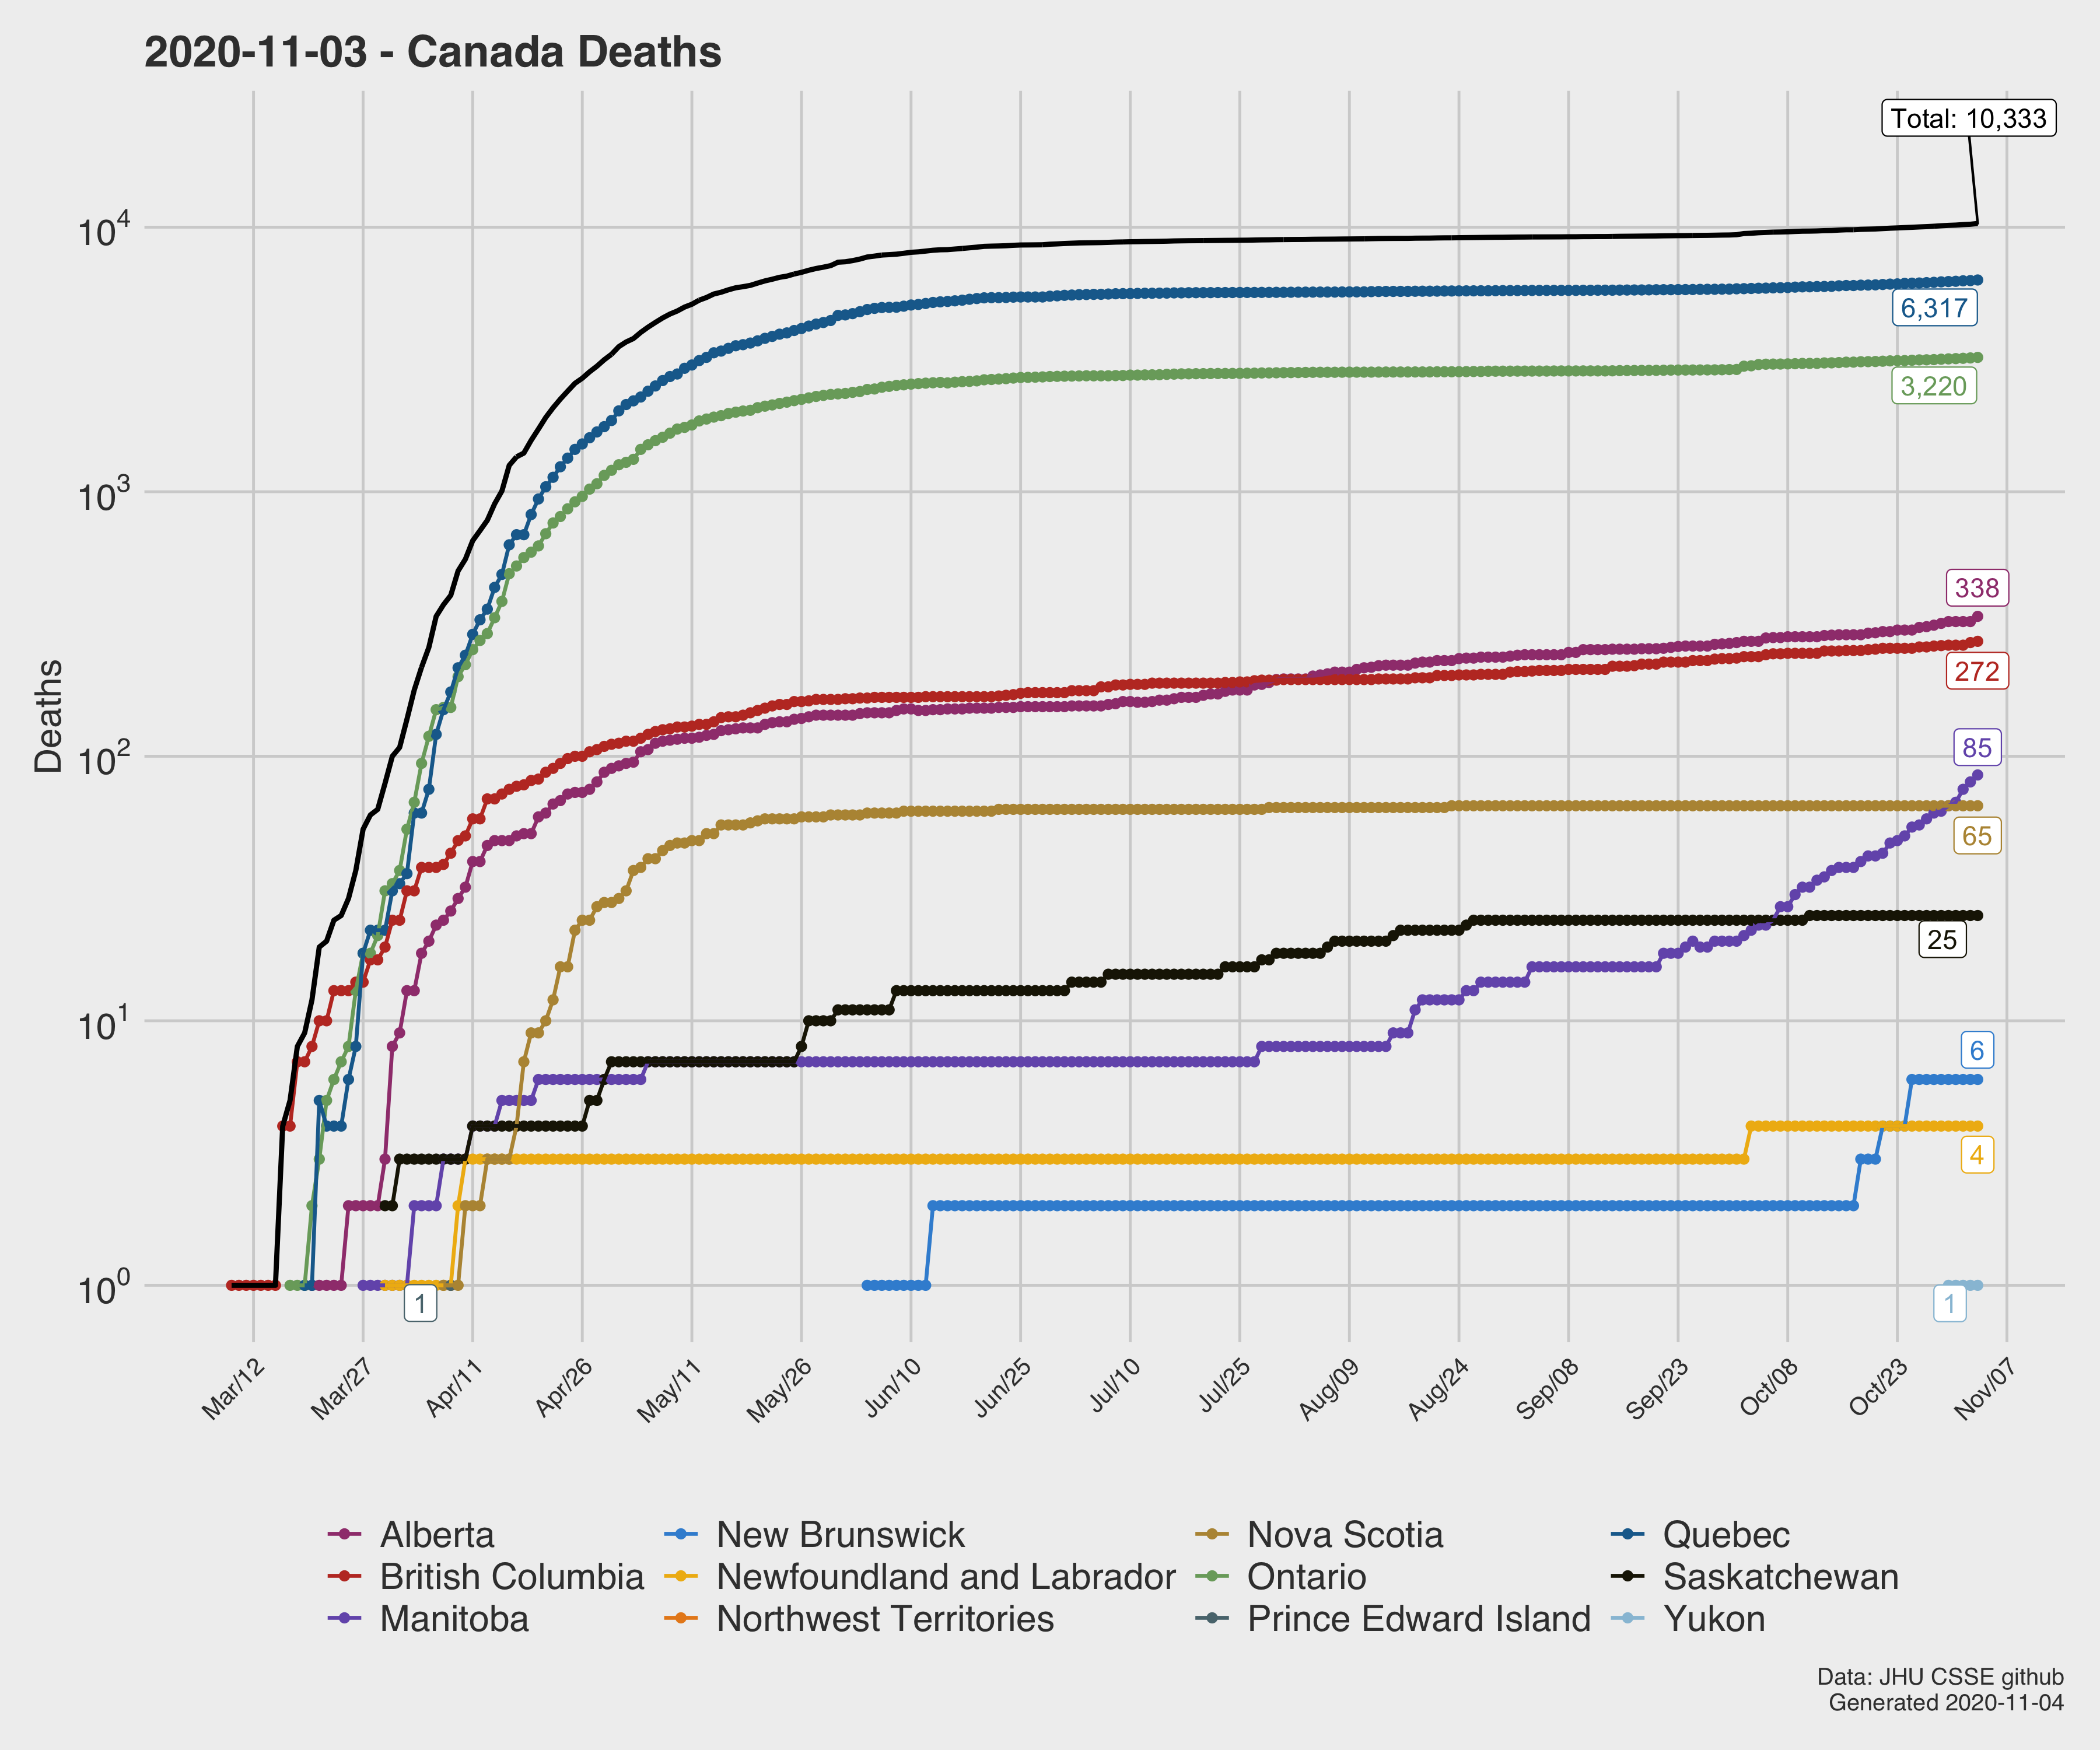 2020-11-03 - Canada Deaths
Total: 10,333
10^4
6,317
3,220
10^3
338
272
Deaths
10^2
85
65
25
10^1
6
4
10^0
1
1
Mar/12 Mar/27 Apr/11 Apr/26 May/11 May/26 Jun/10 Jun/25 Jul/10 Jul/25 Aug/09 Aug/24 Sep/08 Sep/23 Oct/08 Oct/23 Nov/07
Alberta New Brunswick Nova Scotia Quebec
British Columbia Newfoundland and Labrador Ontario Saskatchewan
Manitoba Northwest Territories Prince Edward Island Yukon
Data: JHU CSSE github
Generated 2020-11-04